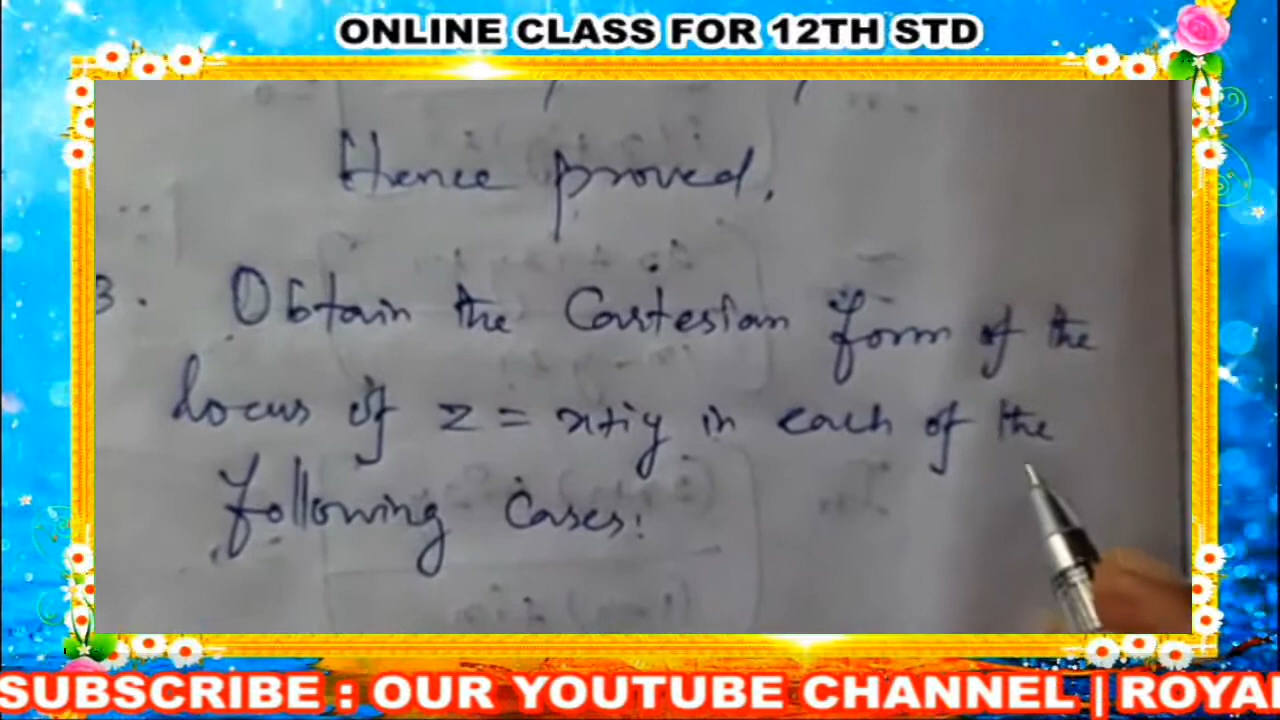 ONLINE CLASS FOR 12TH STD
Hence proved.
3. Obtain the Cartesian form of the
locus of z = x+iy in each of the
following cases:
SUBSCRIBE : OUR YOUTUBE CHANNEL | ROYAL